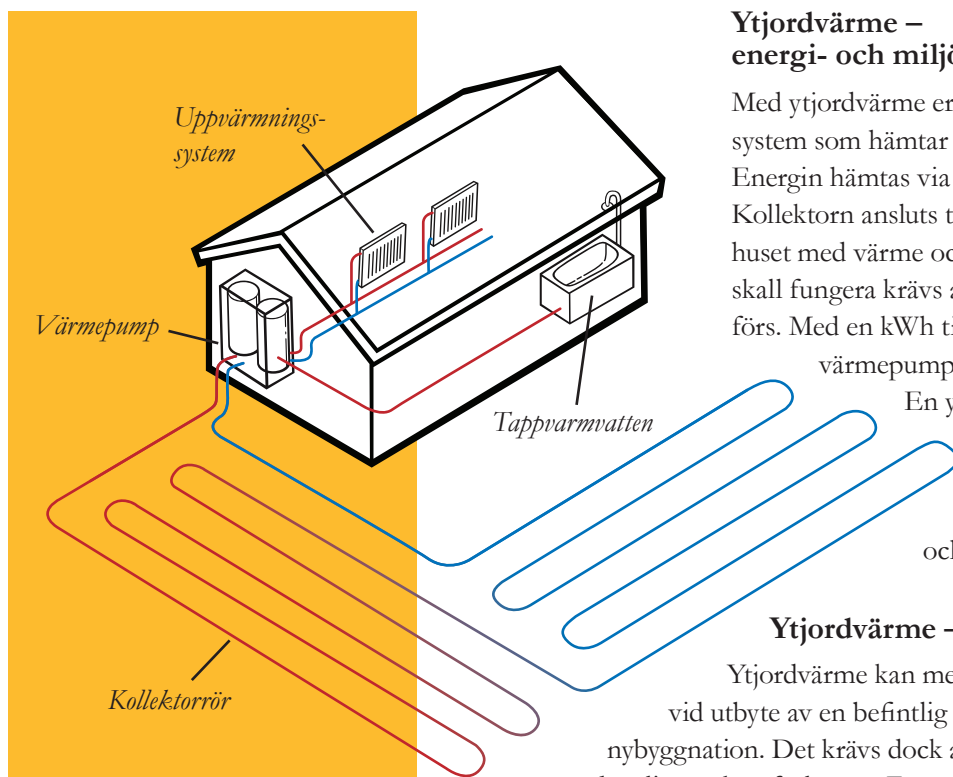 Uppvärmnings-
system
Värmepump
Tappvarmvatten
Kollektorrör
Ytjordvärme –
energi- och miljö
Med ytjordvärme er
system som hämtar
Energin hämtas via
Kollektorn ansluts t
huset med värme oc
skall fungera krävs a
förs. Med en kWh ti
värmepump
En y
och
Ytjordvärme –
Ytjordvärme kan me
vid utbyte av en befintlig
nybyggnation. Det krävs dock a